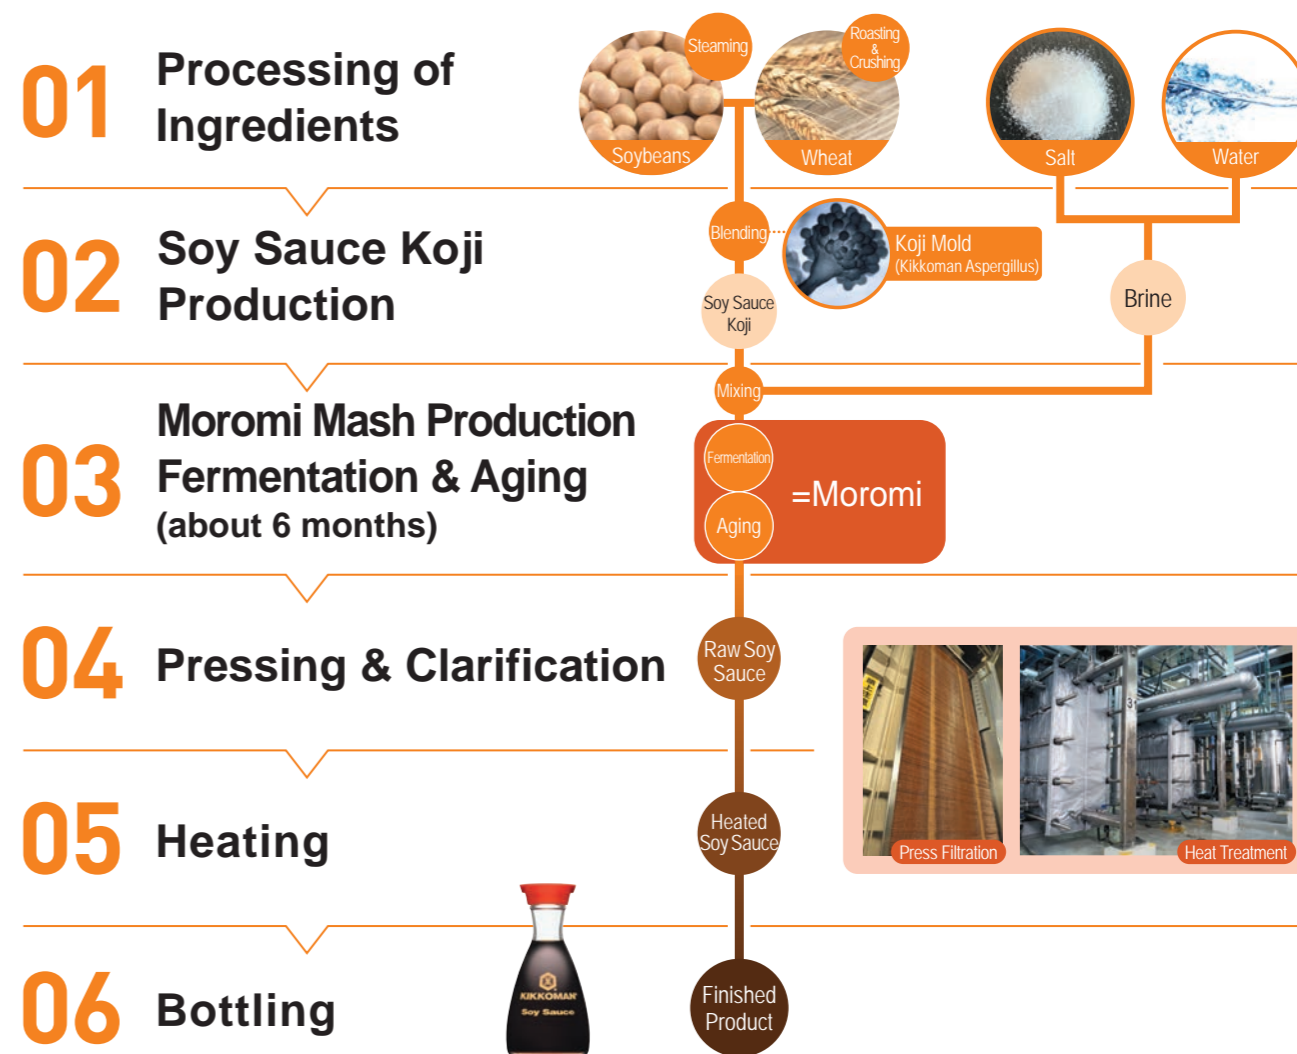 01
Processing of
Ingredients
Steaming
Soybeans
Roasting
&
Crushing
Wheat
Salt
Water
02
Soy Sauce Koji
Production
Blending
Koji Mold
(Kikkoman Aspergillus)
Soy Sauce
Koji
Brine
03
Moromi Mash Production
Fermentation & Aging
(about 6 months)
Mixing
Fermentation
Aging
=Moromi
04
Pressing & Clarification
Raw Soy
Sauce
31
Press Filtration
Heat Treatment
05
Heating
Heated
Soy Sauce
06
Bottling
KIKKOMAN
Soy Sauce
Finished
Product